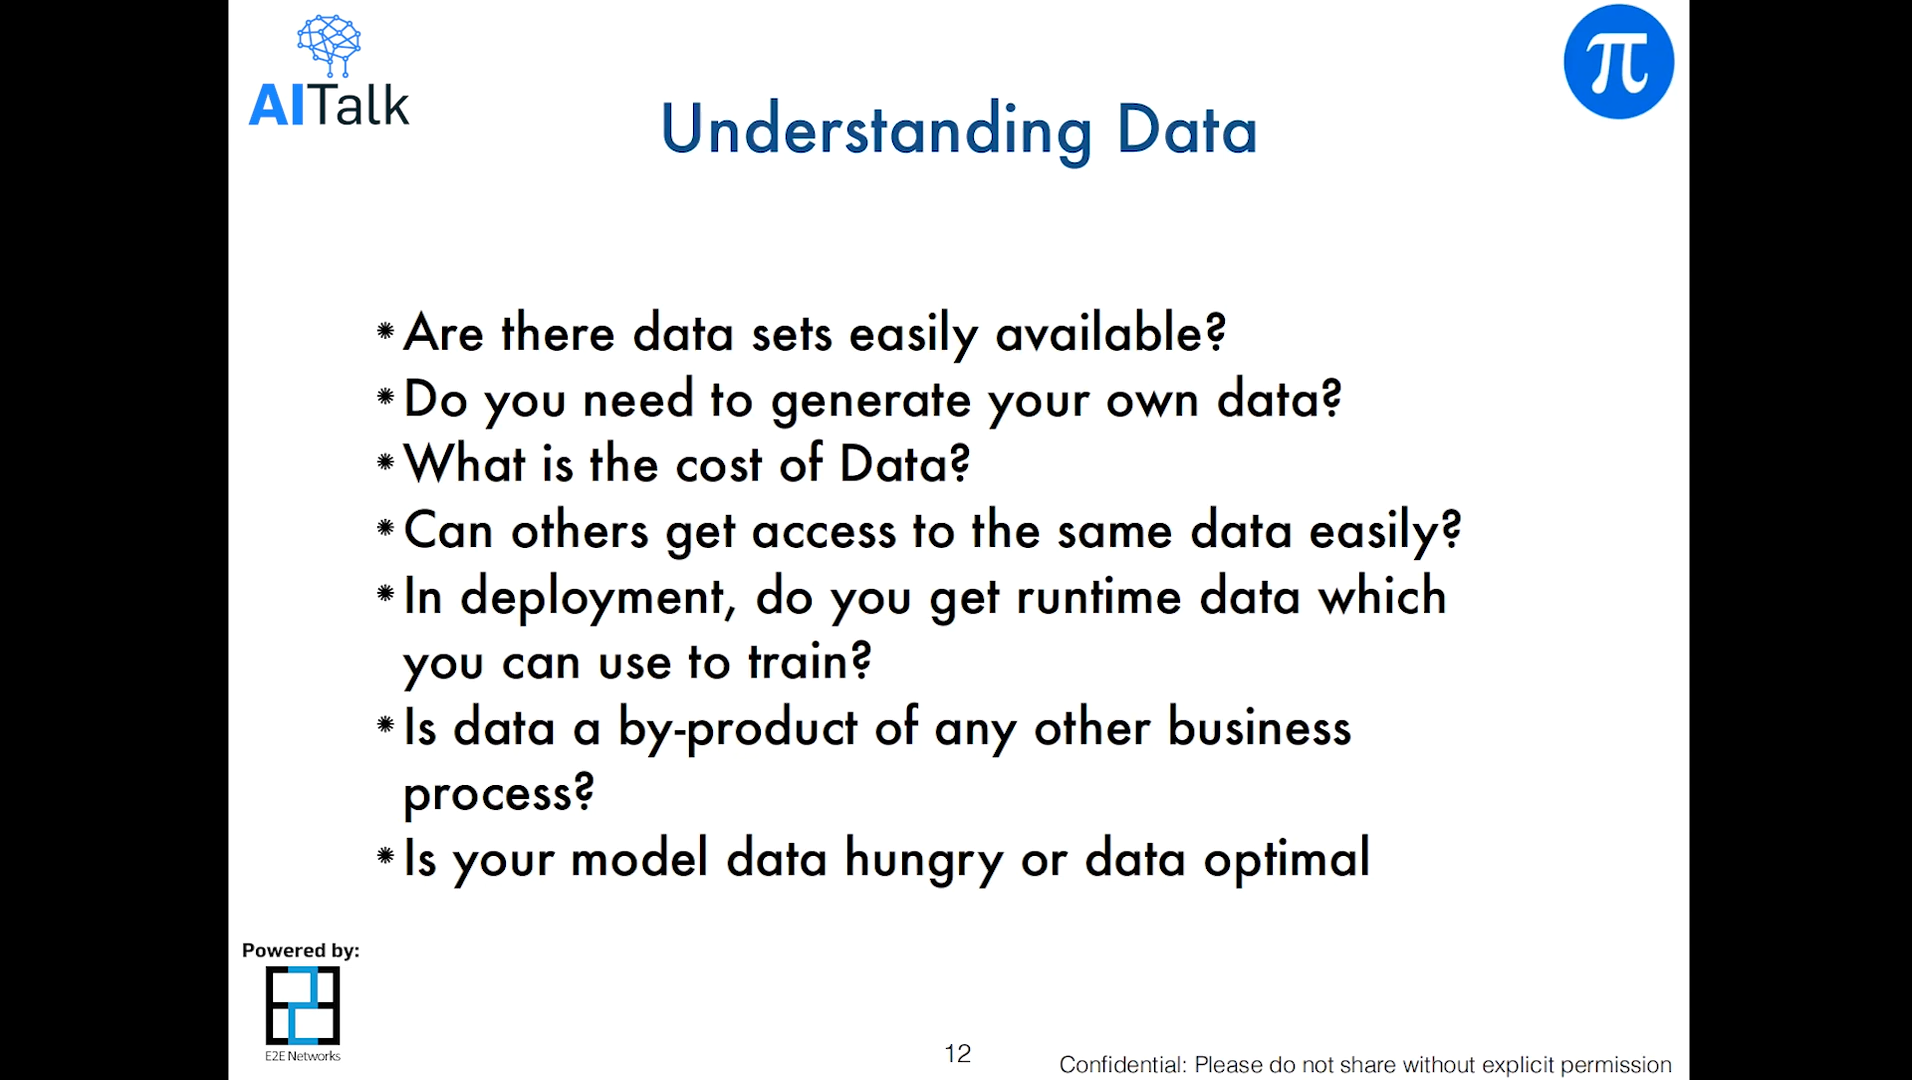 AITalk
π
Understanding Data
* Are there data sets easily available?
* Do you need to generate your own data?
* What is the cost of Data?
* Can others get access to the same data easily?
* In deployment, do you get runtime data which
you can use to train?
* Is data a by-product of any other business
process?
* Is your model data hungry or data optimal
Powered by:
E2E Networks
12
Confidential: Please do not share without explicit permission